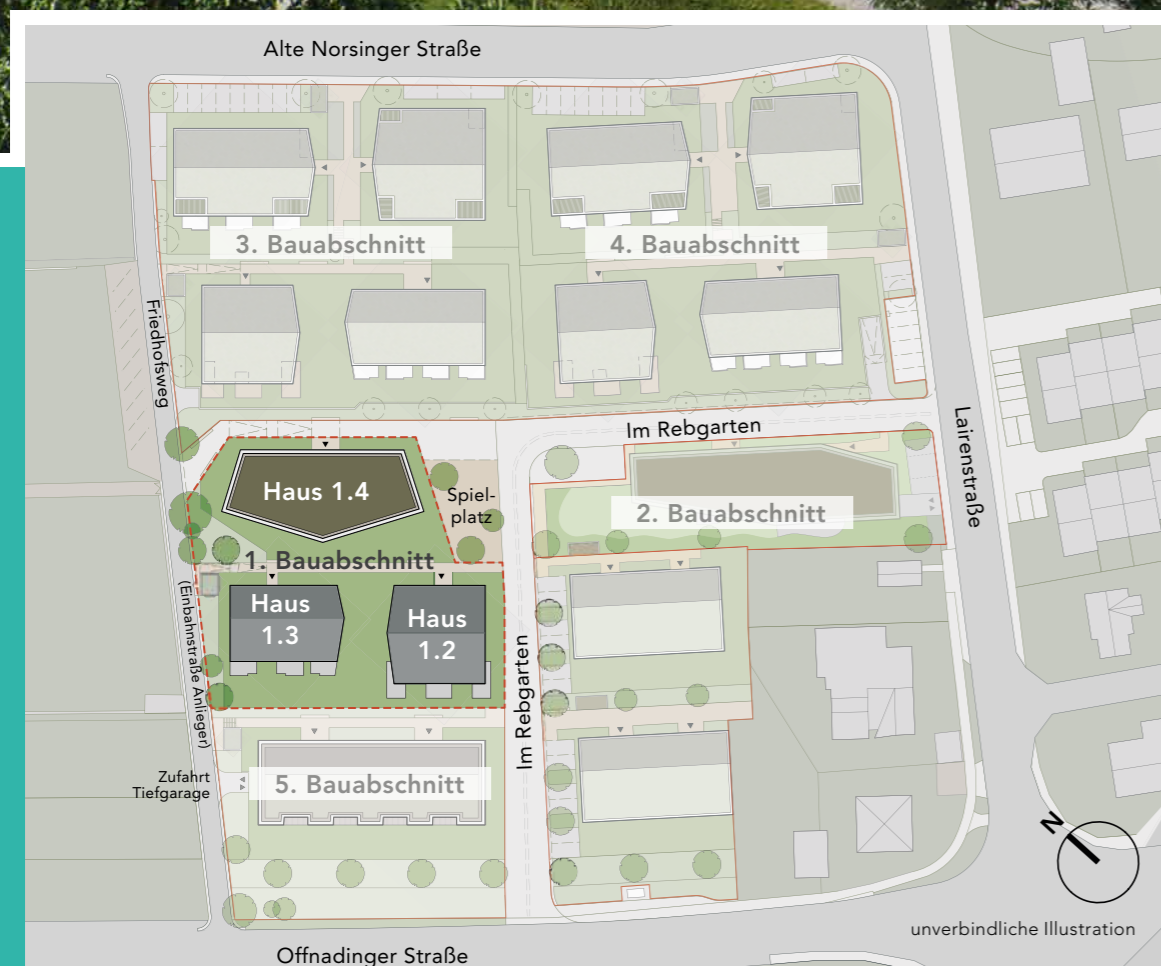 Alte Norsinger Straße
3. Bauabschnitt
4. Bauabschnitt
Friedhofsweg
Im Rebgarten
Lairenstraße
Haus 1.4
Spiel-
platz
2. Bauabschnitt
1. Bauabschnitt
(Einbahnstraße Anlieger)
Haus
1.3
Haus
1.2
Im Rebgarten
Zufahrt
Tiefgarage
5. Bauabschnitt
N
unverbindliche Illustration
Offnadinger Straße